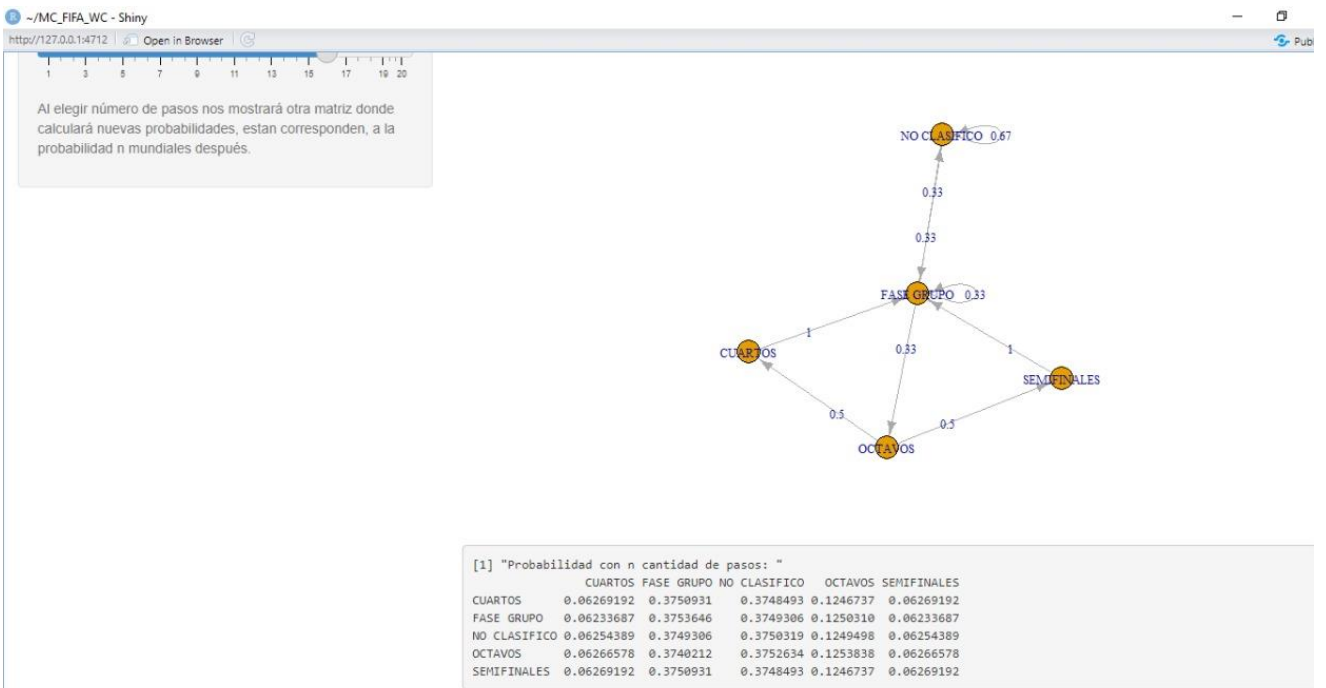 ~/MC_FIFA_WC - Shiny
http://127.0.0.1:4712 Open in Browser Publ
1 3 5 7 9 11 13 15 17 19 20
Al elegir número de pasos nos mostrará otra matriz donde
calculará nuevas probabilidades, estan corresponden, a la
probabilidad n mundiales después.
NO CLASIFICO 0.67
0.33
0.33
FASE GRUPO 0.33
1
CUARTOS
0.33
1
SEMIFINALES
0.5
0.5
OCTAVOS
[1] "Probabilidad con n cantidad de pasos: "
CUARTOS FASE GRUPO NO CLASIFICO OCTAVOS SEMIFINALES
CUARTOS 0.06269192 0.3750931 0.3748493 0.1246737 0.06269192
FASE GRUPO 0.06233687 0.3753646 0.3749306 0.1250310 0.06233687
NO CLASIFICO 0.06254389 0.3749306 0.3750319 0.1249498 0.06254389
OCTAVOS 0.06266578 0.3740212 0.3752634 0.1253838 0.06266578
SEMIFINALES 0.06269192 0.3750931 0.3748493 0.1246737 0.06269192